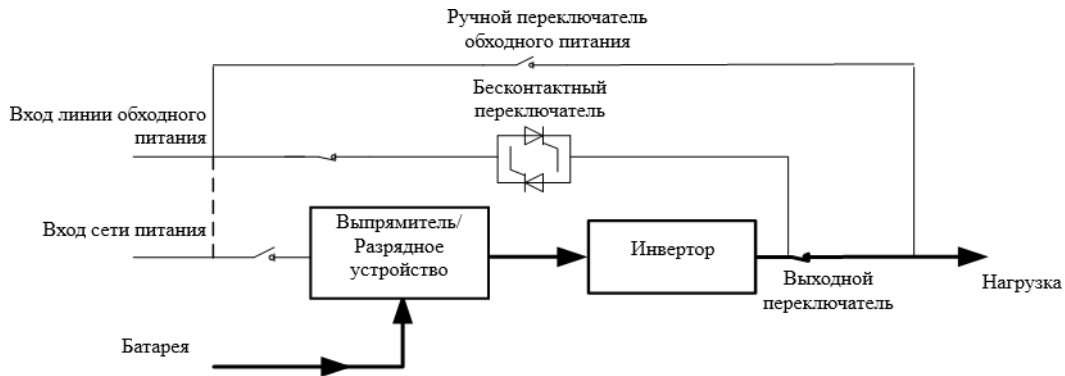 Ручной переключатель
обходного питания
Бесконтактный
переключатель
Вход линии обходного
питания
Вход сети питания
Выпрямитель/
Разрядное
устройство
Инвертор
Выходной
переключатель
Нагрузка
Батарея